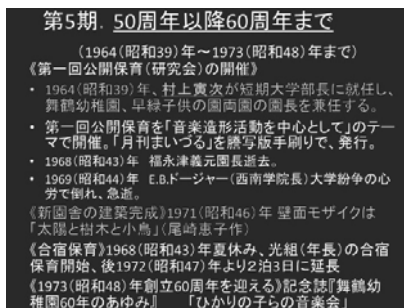 第5期. 50周年以降60周年まで
(1964(昭和39)年～1973(昭和48)年まで)
《第一回公開保育(研究会)の開催》
・ 1964(昭和39)年、村上寅次が短期大学部長に就任し、
舞鶴幼稚園、早緑子供の園両園の園長を兼任する。
・ 第一回公開保育を「音楽造形活動を中心として」のテー
マで開催。「月刊まいづる」を謄写版手刷りで、発行。
・ 1968(昭和43)年 福永津義元園長逝去。
・ 1969(昭和44)年 E.B.ドージャー(西南学院長)大学紛争の心
労で倒れ、急逝。
《新園舎の建築完成》1971(昭和46)年 壁面モザイクは
「太陽と樹木と小鳥」(尾崎恵子作)
《合宿保育》1968(昭和43)年夏休み、光組(年長)の合宿
保育開始、後1972(昭和47)年より2泊3日に延長
《1973(昭和48)年創立60周年を迎える》記念誌『舞鶴幼
稚園60年のあゆみ』 「ひかりの子らの音楽会」